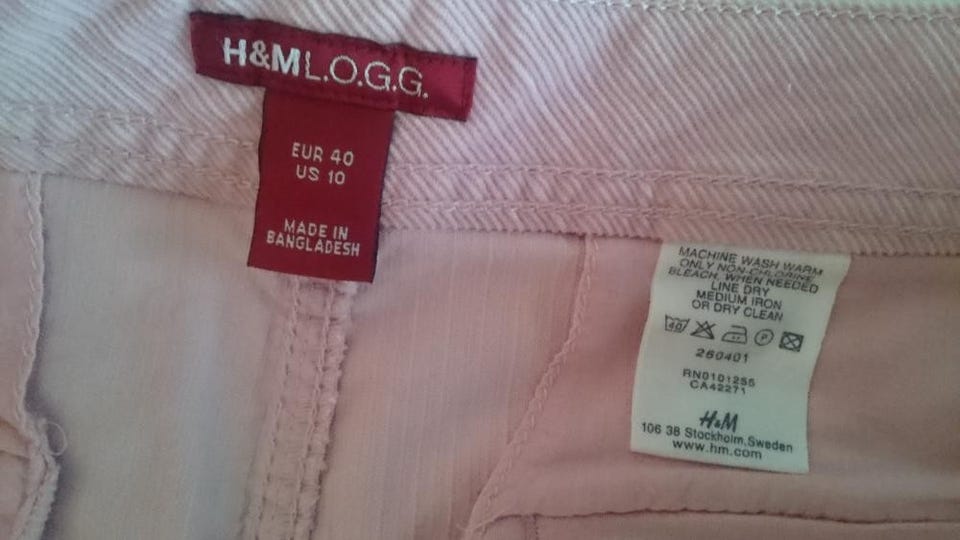 H&M L.O.G.G.
EUR 40
US 10
MADE IN
BANGLADESH
MACHINE WASH WARM
ONLY NON-CHLORINE
BLEACH, WHEN NEEDED
LINE DRY
MEDIUM IRON
OR DRY CLEAN
40 P
260401
RN0101255
CA42271
H&M
106 38 Stockholm, Sweden
www.hm.com